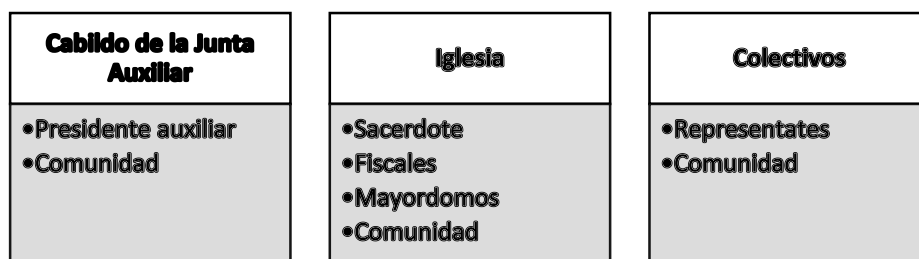 Cabildo de la Junta
Auxiliar
•Presidente auxiliar
•Comunidad
Iglesia
•Sacerdote
•Fiscales
•Mayordomos
•Comunidad
Colectivos
•Representates
•Comunidad